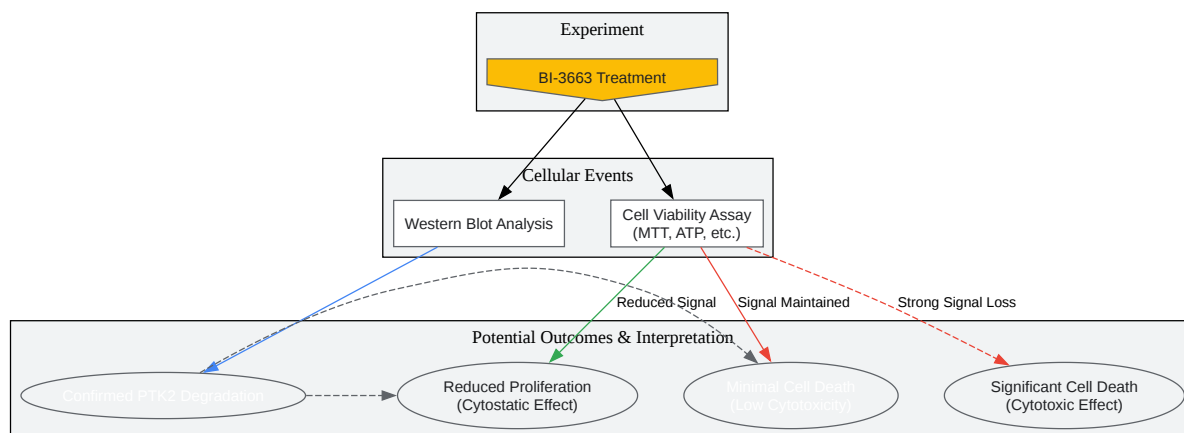 Experiment
BI-3663 Treatment
Cellular Events
Western Blot Analysis
Cell Viability Assay
(MTT, ATP, etc.)
Reduced Signal
Signal Maintained
Strong Signal Loss
Potential Outcomes & Interpretation
Confirmed PTK2 Degradation
Reduced Proliferation
(Cytostatic Effect)
Minimal Cell Death
(Low Cytotoxicity)
Significant Cell Death
(Cytotoxic Effect)